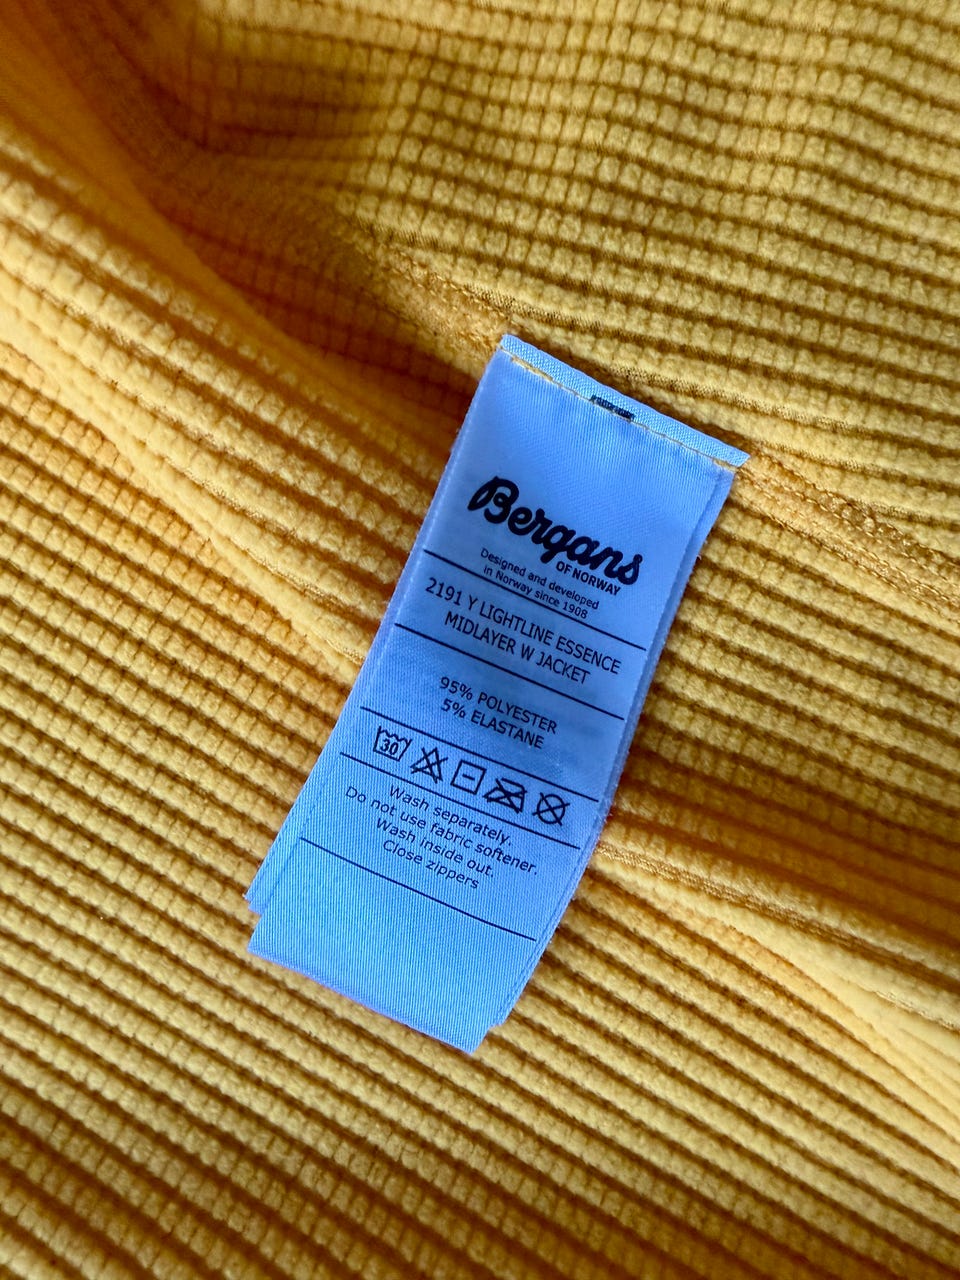 Bergans
OF NORWAY
Designed and developed
in Norway since 1908
2191 Y LIGHTLINE ESSENCE
MIDLAYER W JACKET
95% POLYESTER
5% ELASTANE
30
Wash separately.
Do not use fabric softener.
Wash inside out.
Close zippers